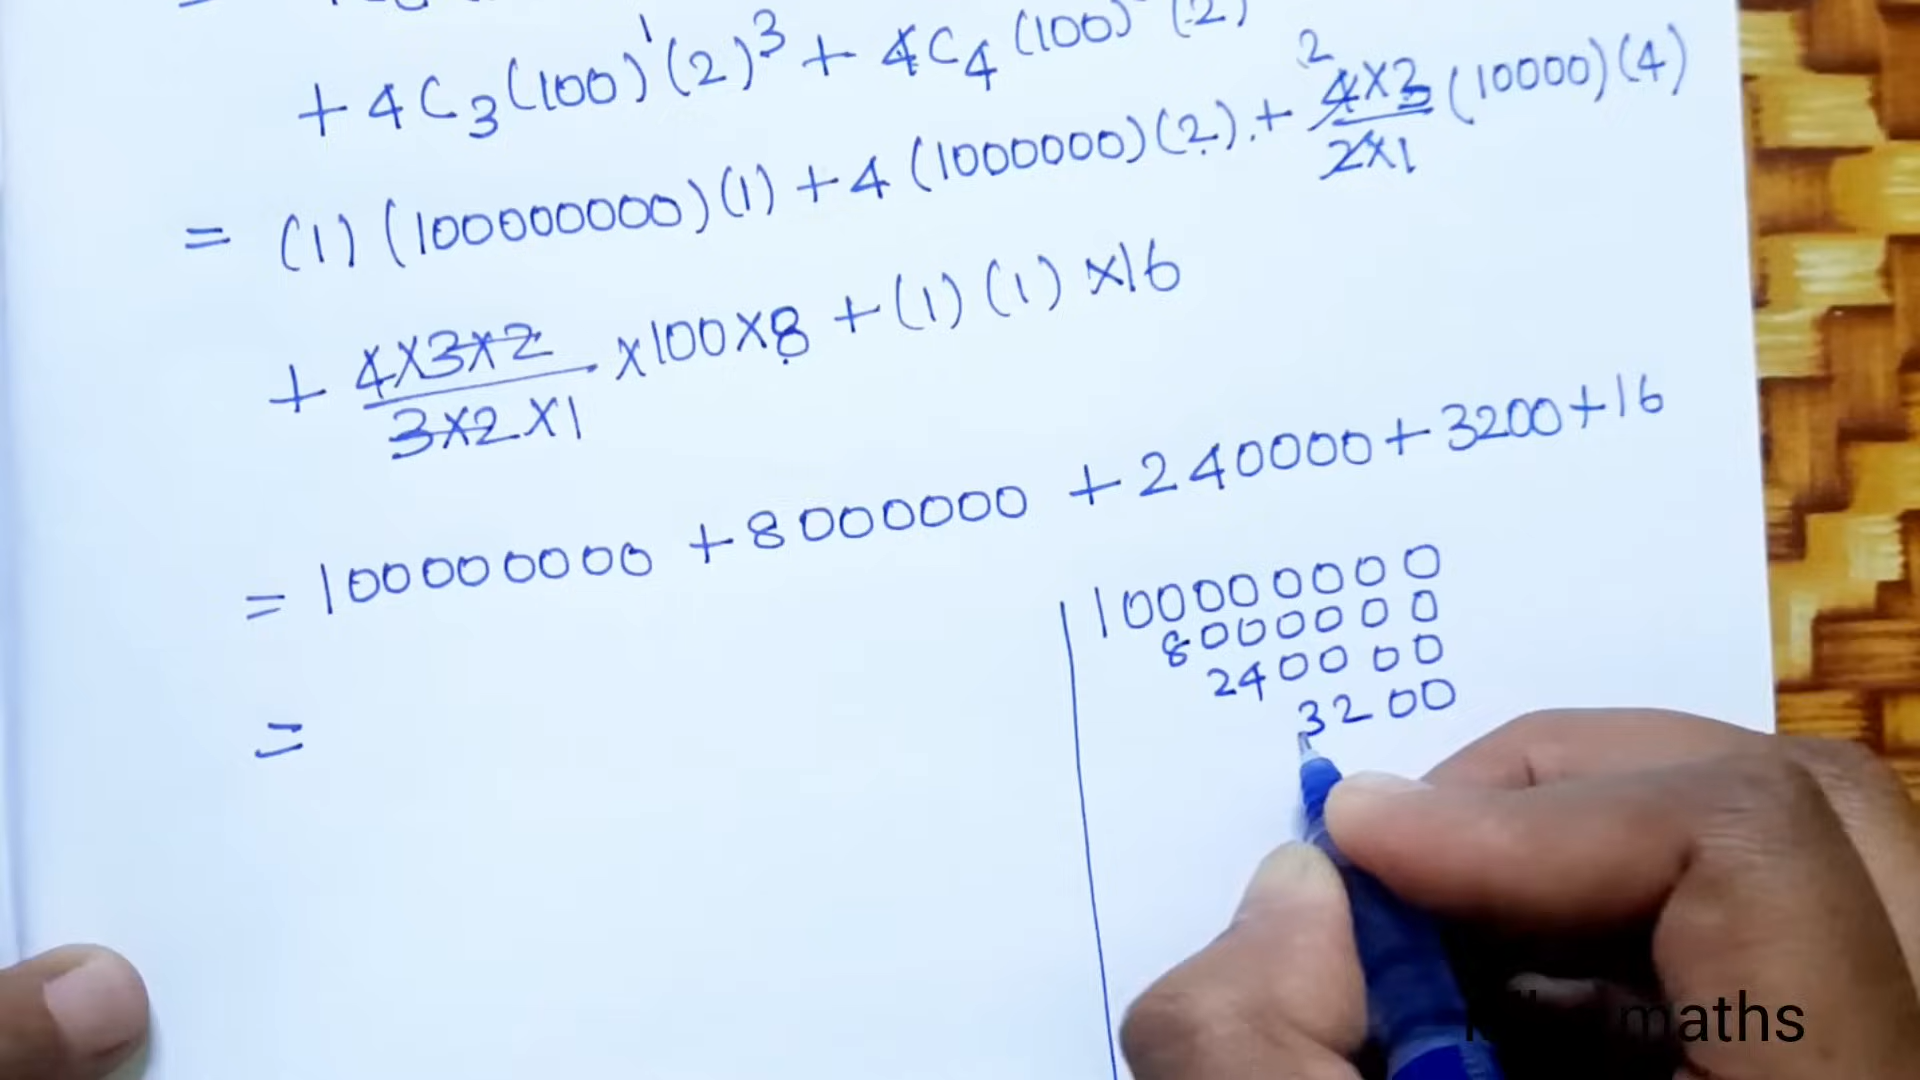 + 4C3(100)^1(2)^3 + 4C4(100) (2)
= (1)(100000000)(1) + 4(1000000)(2) + 2 4×3/2×1 (10000)(4)
+ 4×3×2/3×2×1 ×100×8 + (1)(1)×16
= 100000000 + 8000000 + 240000 + 3200 + 16
=
100000000
8000000
240000
3200
maths